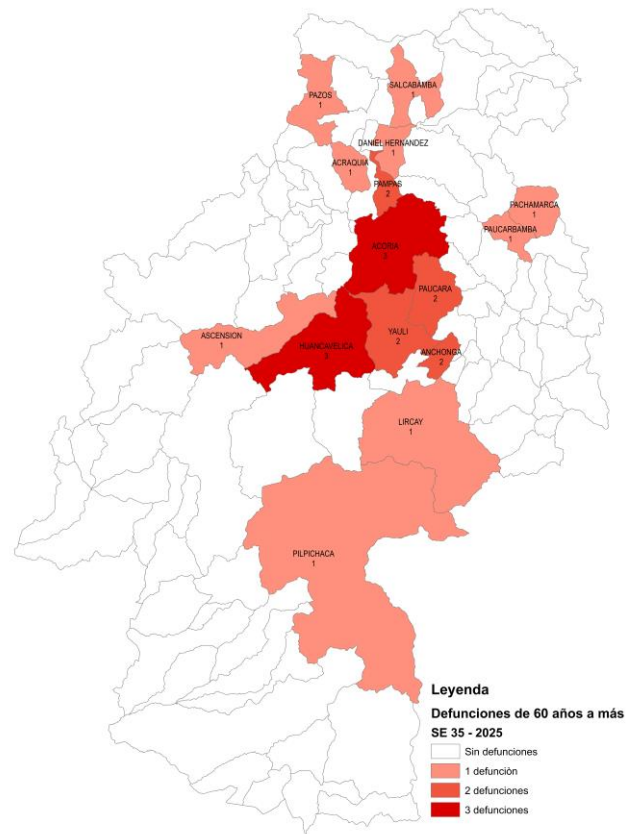 SALCABAMBA
1
PAZOS
1
DANIEL HERNANDEZ
1
ACRAQUIA
1
PAMPAS
2
PACHAMARCA
1
PAUCARBAMBA
1
ACORIA
3
PAUCARA
2
ASCENSION
1
YAULI
2
HUANCAVELICA
3
ANCHONGA
2
LIRCAY
1
PILPICHACA
1
Leyenda
Defunciones de 60 años a más
SE 35 - 2025
Sin defunciones
1 defunciòn
2 defunciones
3 defunciones